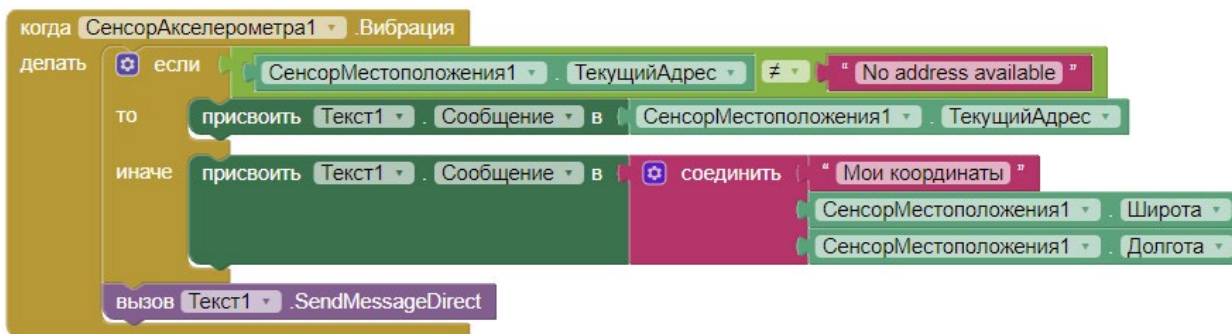 когда СенсорАкселерометра1 .Вибрация
делать если СенсорМестоположения1 . ТекущийАдрес ≠ " No address available "
то присвоить Текст1 . Сообщение в СенсорМестоположения1 . ТекущийАдрес
иначе присвоить Текст1 . Сообщение в соединить " Мои координаты "
СенсорМестоположения1 . Широта
СенсорМестоположения1 . Долгота
вызов Текст1 .SendMessageDirect